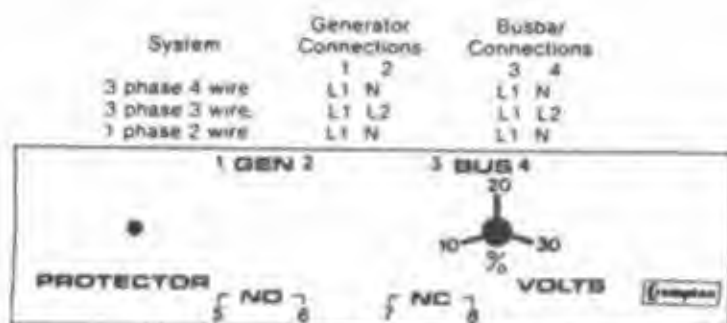 Generator Busbar
System Connections Connections
1 2 3 4
3 phase 4 wire L1 N L1 N
3 phase 3 wire. L1 L2 L1 L2
1 phase 2 wire L1 N L1 N
1 GEN 2 3 BUS 4
20
10 30
%
PROTECTOR VOLTS Crompton
5 NO 6 7 NC 8